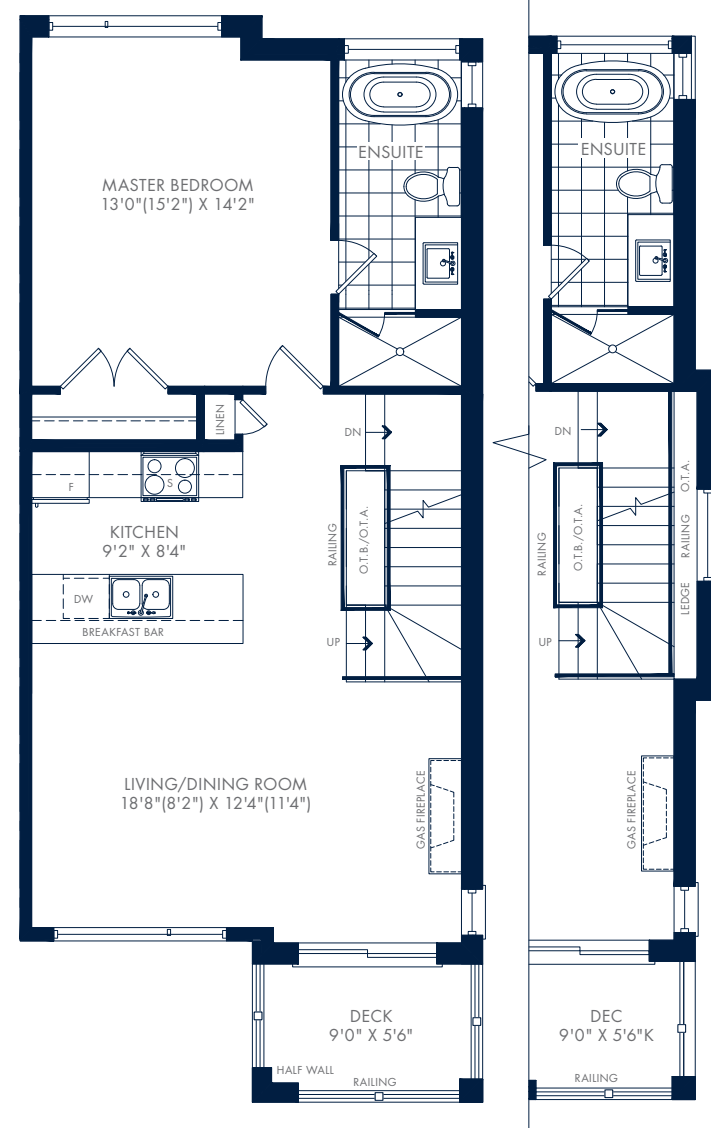 MASTER BEDROOM
13'0"(15'2") X 14'2"
ENSUITE
LINEN
DN
F
S
KITCHEN
9'2" X 8'4"
DW
BREAKFAST BAR
RAILING
O.T.B./O.T.A.
UP
LIVING/DINING ROOM
18'8"(8'2") X 12'4"(11'4")
GAS FIREPLACE
DECK
9'0" X 5'6"
HALF WALL
RAILING
ENSUITE
DN
RAILING
O.T.B./O.T.A.
LEDGE RAILING O.T.A.
UP
GAS FIREPLACE
DEC
9'0" X 5'6"K
RAILING